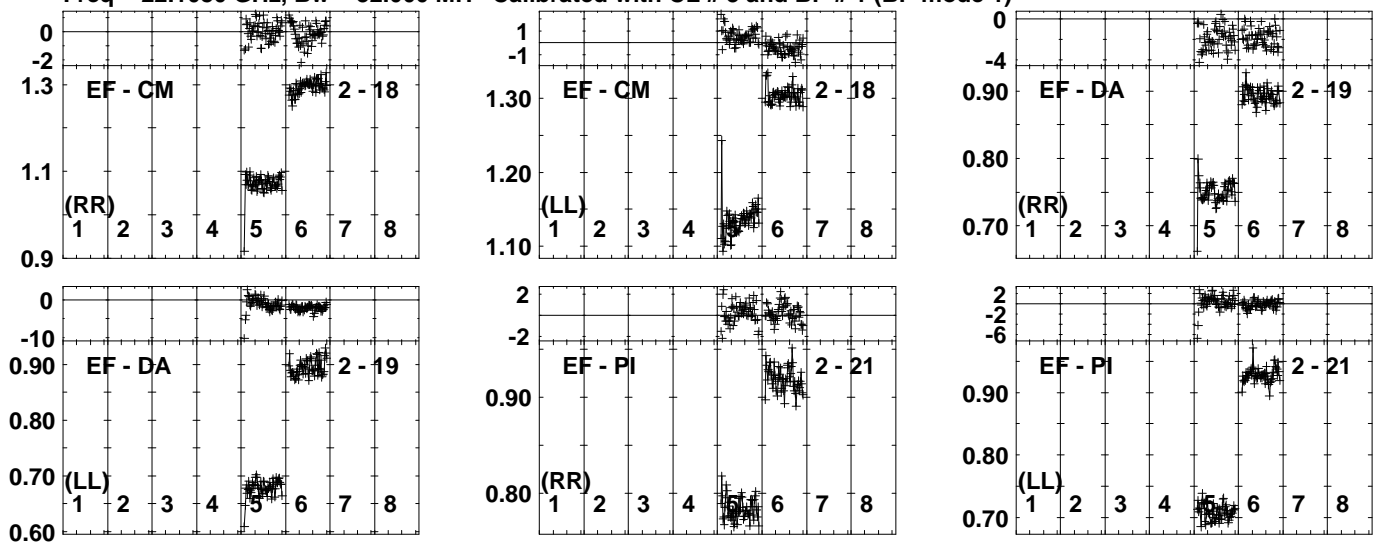 0
-2
1.3
EF - CM
2 - 18
1.1
(RR)
1 2 3 4 5 6 7 8
0.9
1
-1
EF - CM
2 - 18
1.30
1.20
(LL)
1 2 3 4 5 6 7 8
1.10
0
-4
EF - DA
2 - 19
0.90
0.80
(RR)
0.70
1 2 3 4 5 6 7 8
0
-10
EF - DA
2 - 19
0.90
0.80
0.70
(LL)
1 2 3 4 5 6 7 8
0.60
2
-2
EF - PI
2 - 21
0.90
(RR)
0.80
1 2 3 4 5 6 7 8
2
-2
-6
EF - PI
2 - 21
0.90
0.80
(LL)
0.70
1 2 3 4 5 6 7 8